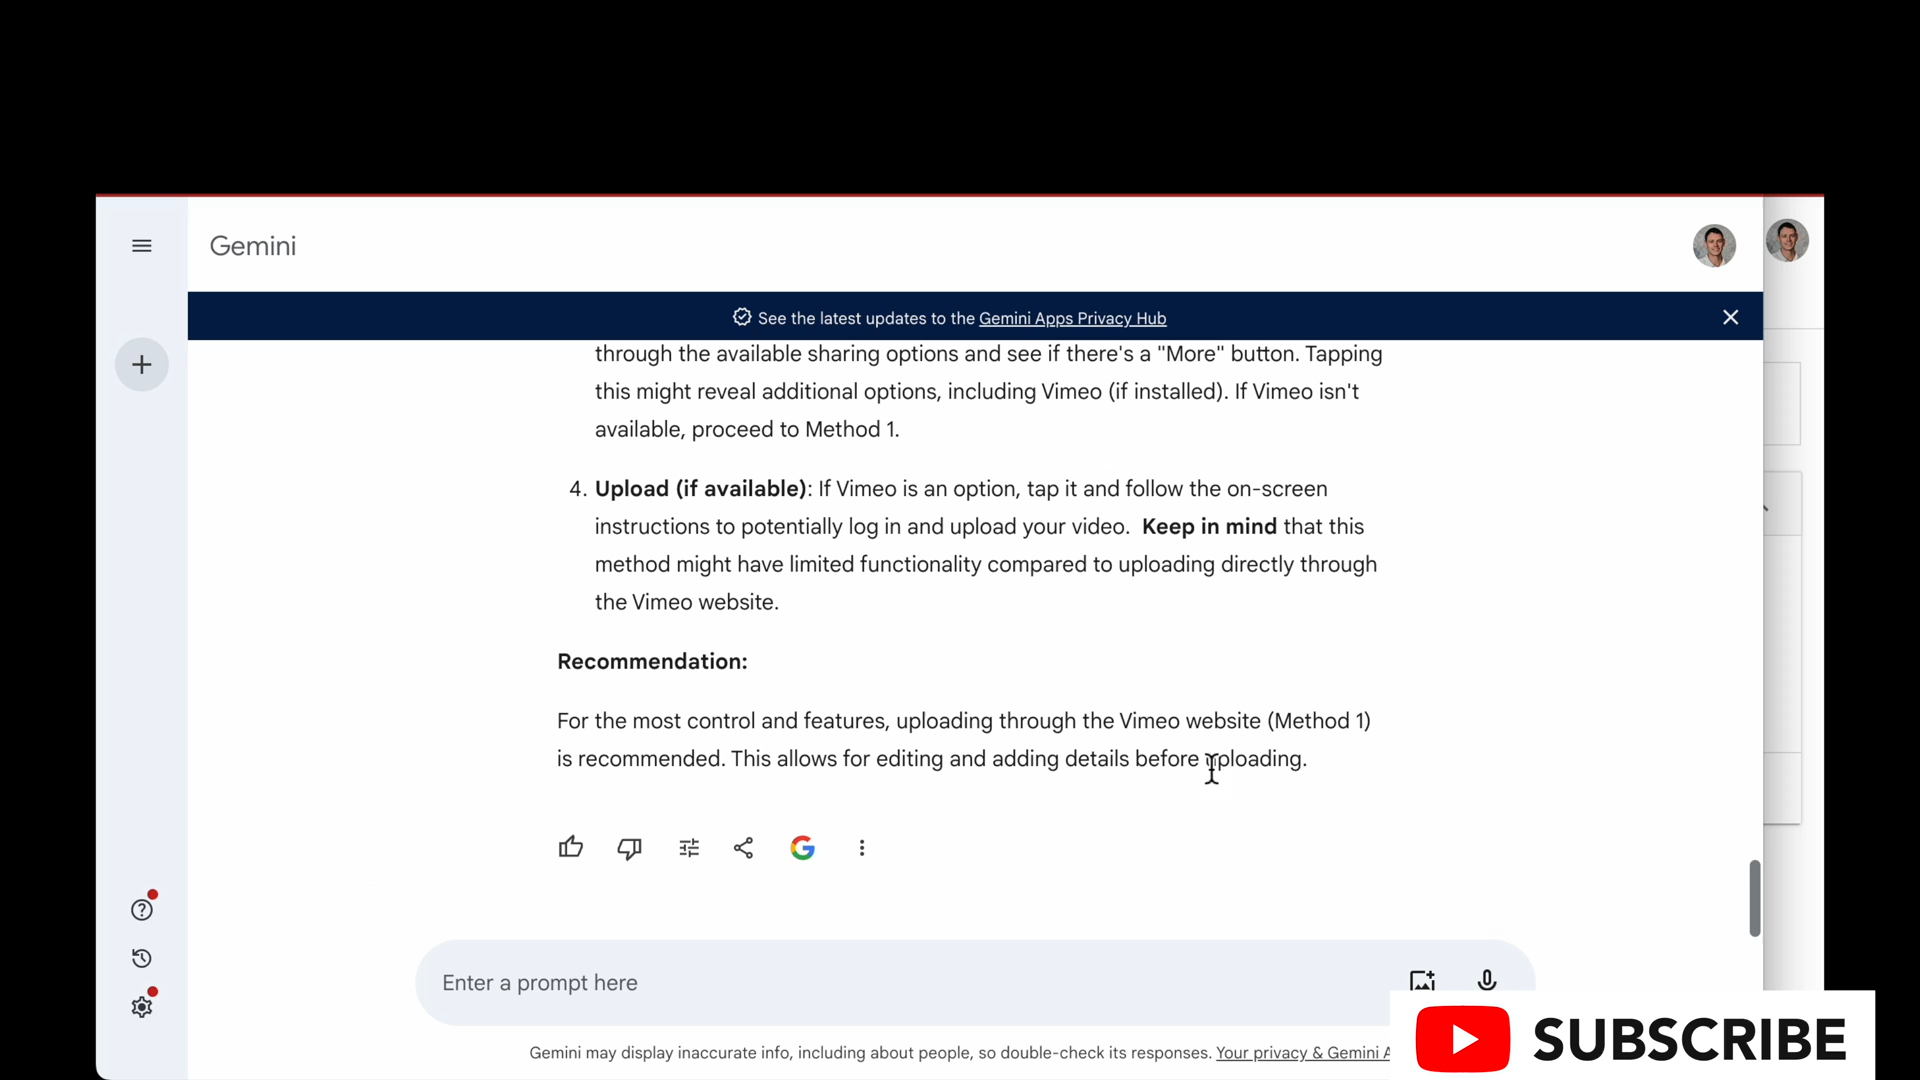 Gemini
See the latest updates to the Gemini Apps Privacy Hub
through the available sharing options and see if there's a "More" button. Tapping
this might reveal additional options, including Vimeo (if installed). If Vimeo isn't
available, proceed to Method 1.
4. Upload (if available): If Vimeo is an option, tap it and follow the on-screen
instructions to potentially log in and upload your video. Keep in mind that this
method might have limited functionality compared to uploading directly through
the Vimeo website.
Recommendation:
For the most control and features, uploading through the Vimeo website (Method 1)
is recommended. This allows for editing and adding details before uploading.
Enter a prompt here
Gemini may display inaccurate info, including about people, so double-check its responses. Your privacy & Gemini A
SUBSCRIBE